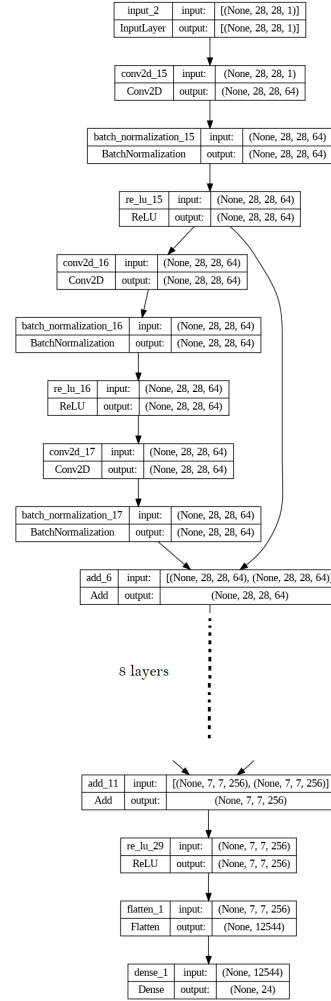 input_2 input: [(None, 28, 28, 1)]
InputLayer output: [(None, 28, 28, 1)]
conv2d_15 input: (None, 28, 28, 1)
Conv2D output: (None, 28, 28, 64)
batch_normalization_15 input: (None, 28, 28, 64)
BatchNormalization output: (None, 28, 28, 64)
re_lu_15 input: (None, 28, 28, 64)
ReLU output: (None, 28, 28, 64)
conv2d_16 input: (None, 28, 28, 64)
Conv2D output: (None, 28, 28, 64)
batch_normalization_16 input: (None, 28, 28, 64)
BatchNormalization output: (None, 28, 28, 64)
re_lu_16 input: (None, 28, 28, 64)
ReLU output: (None, 28, 28, 64)
conv2d_17 input: (None, 28, 28, 64)
Conv2D output: (None, 28, 28, 64)
batch_normalization_17 input: (None, 28, 28, 64)
BatchNormalization output: (None, 28, 28, 64)
add_6 input: [(None, 28, 28, 64), (None, 28, 28, 64)]
Add output: (None, 28, 28, 64)
8 layers
add_11 input: [(None, 7, 7, 256), (None, 7, 7, 256)]
Add output: (None, 7, 7, 256)
re_lu_29 input: (None, 7, 7, 256)
ReLU output: (None, 7, 7, 256)
flatten_1 input: (None, 7, 7, 256)
Flatten output: (None, 12544)
dense_1 input: (None, 12544)
Dense output: (None, 24)